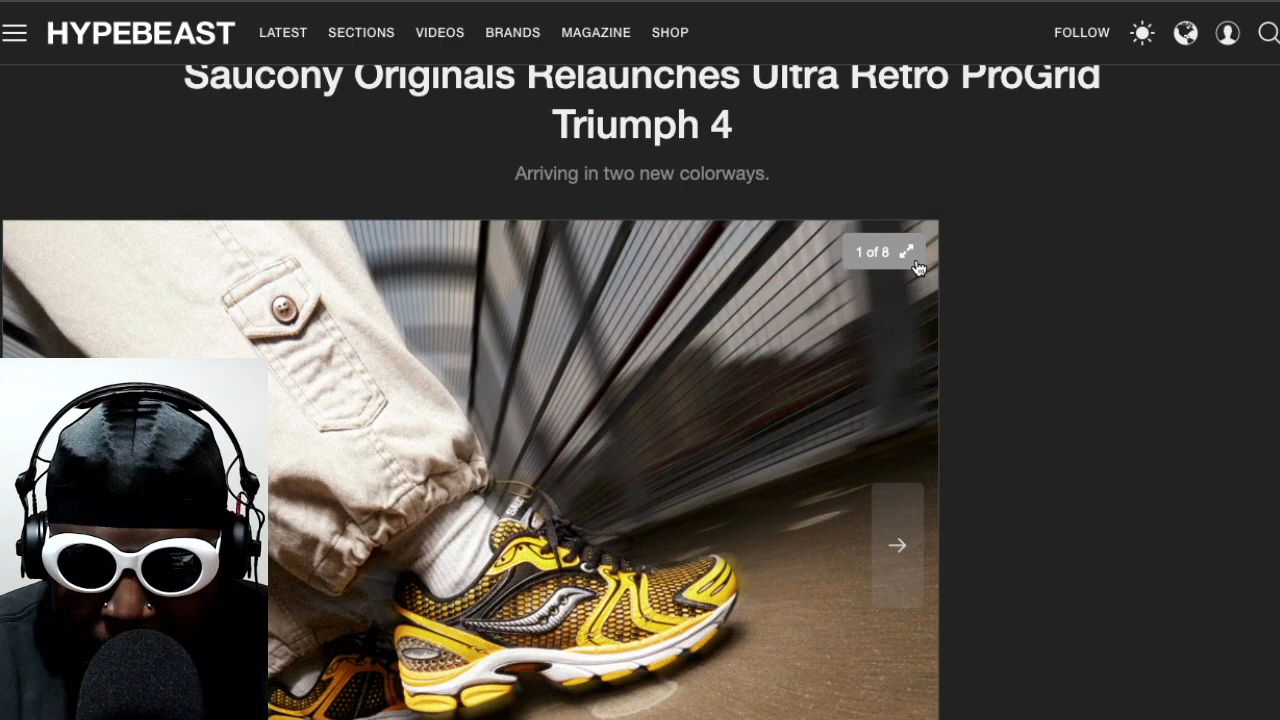 HYPEBEAST LATEST SECTIONS VIDEOS BRANDS MAGAZINE SHOP FOLLOW
Saucony Originals Relaunches Ultra Retro ProGrid
Triumph 4
Arriving in two new colorways.
1 of 8